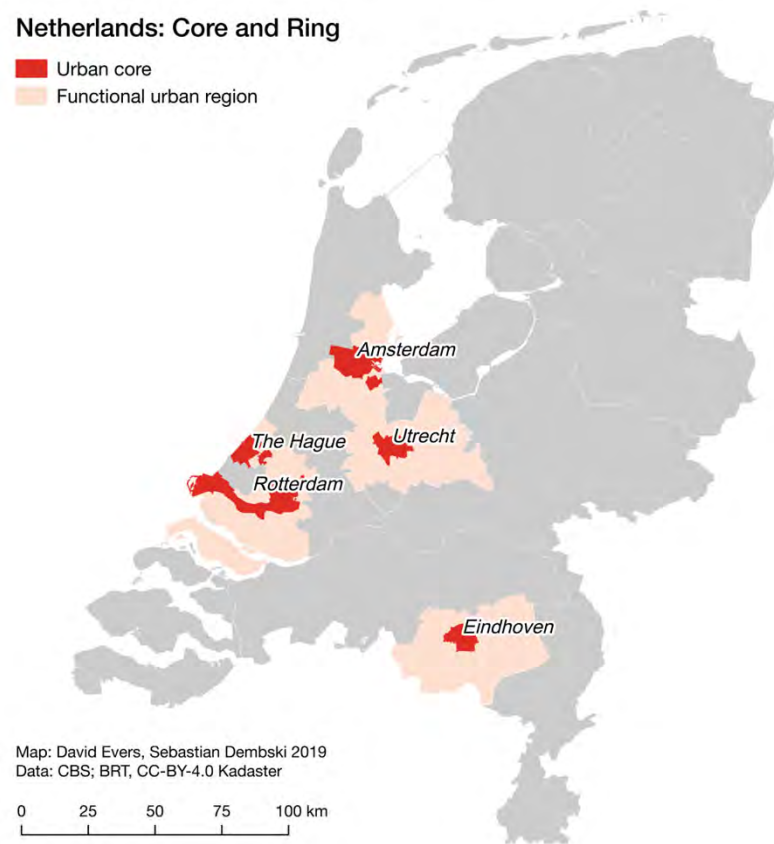 Netherlands: Core and Ring
Urban core
Functional urban region
Amsterdam
The Hague
Utrecht
Rotterdam
Eindhoven
Map: David Evers, Sebastian Dembski 2019
Data: CBS; BRT, CC-BY-4.0 Kadaster
0 25 50 75 100 km